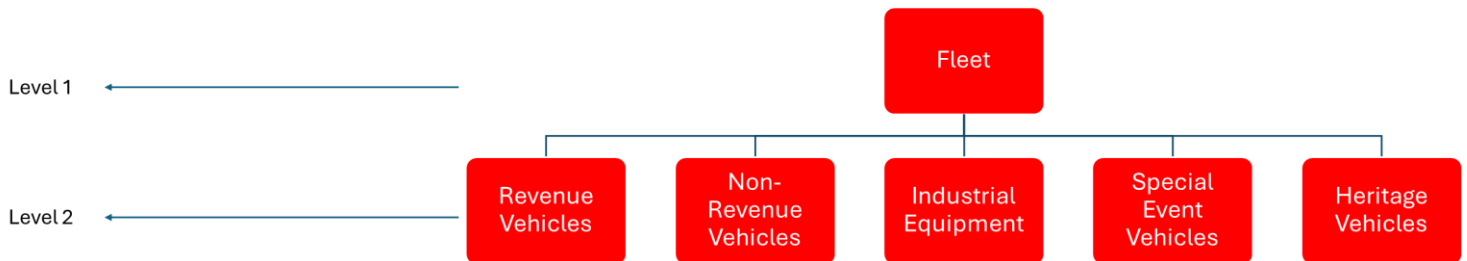 Fleet
Level 1
Revenue
Vehicles
Non-
Revenue
Vehicles
Industrial
Equipment
Special
Event
Vehicles
Heritage
Vehicles
Level 2